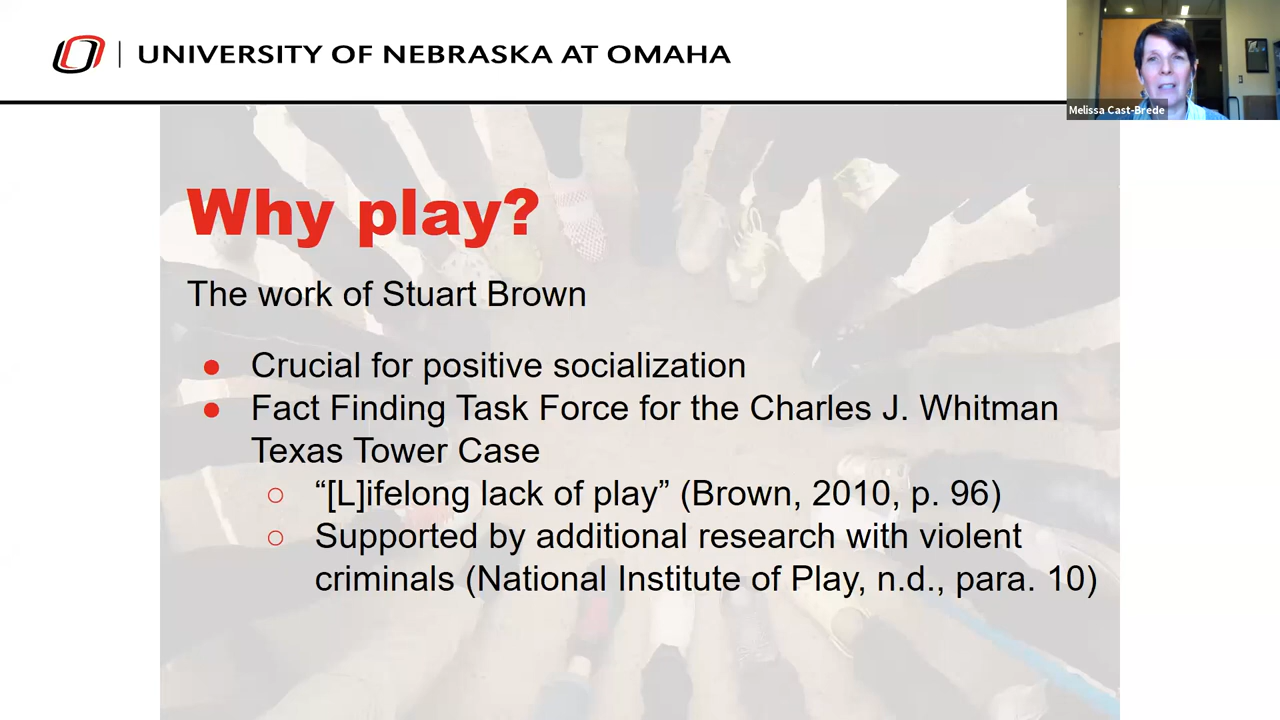 UNIVERSITY OF NEBRASKA AT OMAHA
Melissa Cast-Brede
Why play?
The work of Stuart Brown
● Crucial for positive socialization
● Fact Finding Task Force for the Charles J. Whitman
Texas Tower Case
○ “[L]ifelong lack of play” (Brown, 2010, p. 96)
○ Supported by additional research with violent
criminals (National Institute of Play, n.d., para. 10)